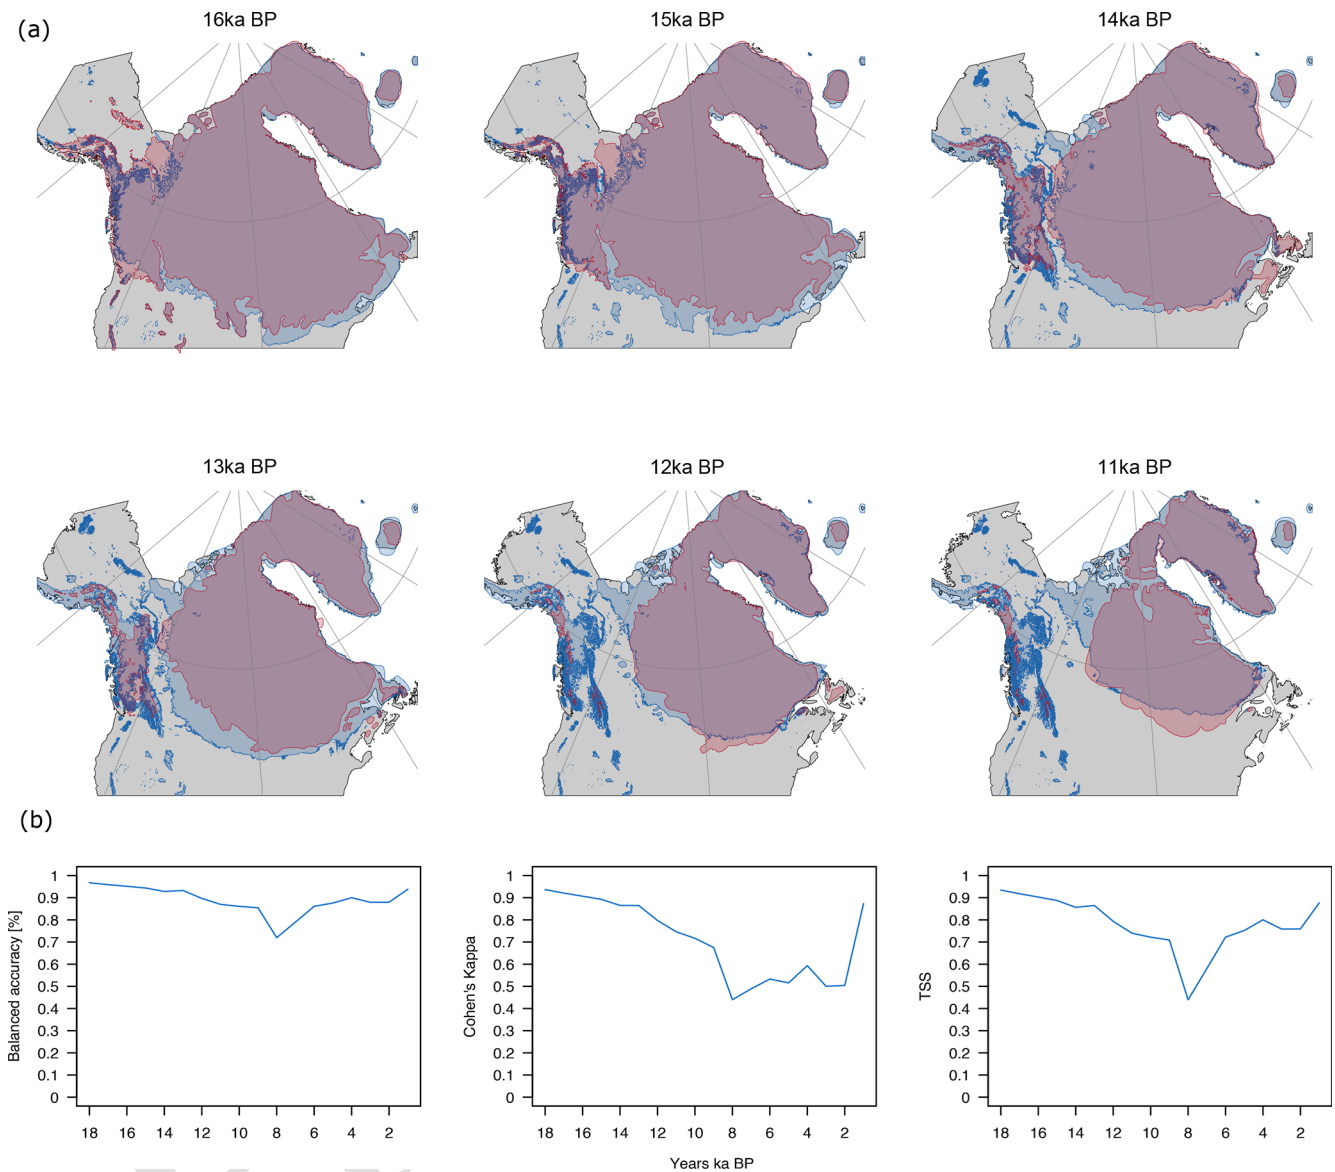 (a)
16ka BP
15ka BP
14ka BP
13ka BP
12ka BP
11ka BP
(b)
Balanced accuracy [%]
1
0.9
0.8
0.7
0.6
0.5
0.4
0.3
0.2
0.1
0
18 16 14 12 10 8 6 4 2
Cohen's Kappa
1
0.9
0.8
0.7
0.6
0.5
0.4
0.3
0.2
0.1
0
18 16 14 12 10 8 6 4 2
Years ka BP
TSS
1
0.9
0.8
0.7
0.6
0.5
0.4
0.3
0.2
0.1
0
18 16 14 12 10 8 6 4 2